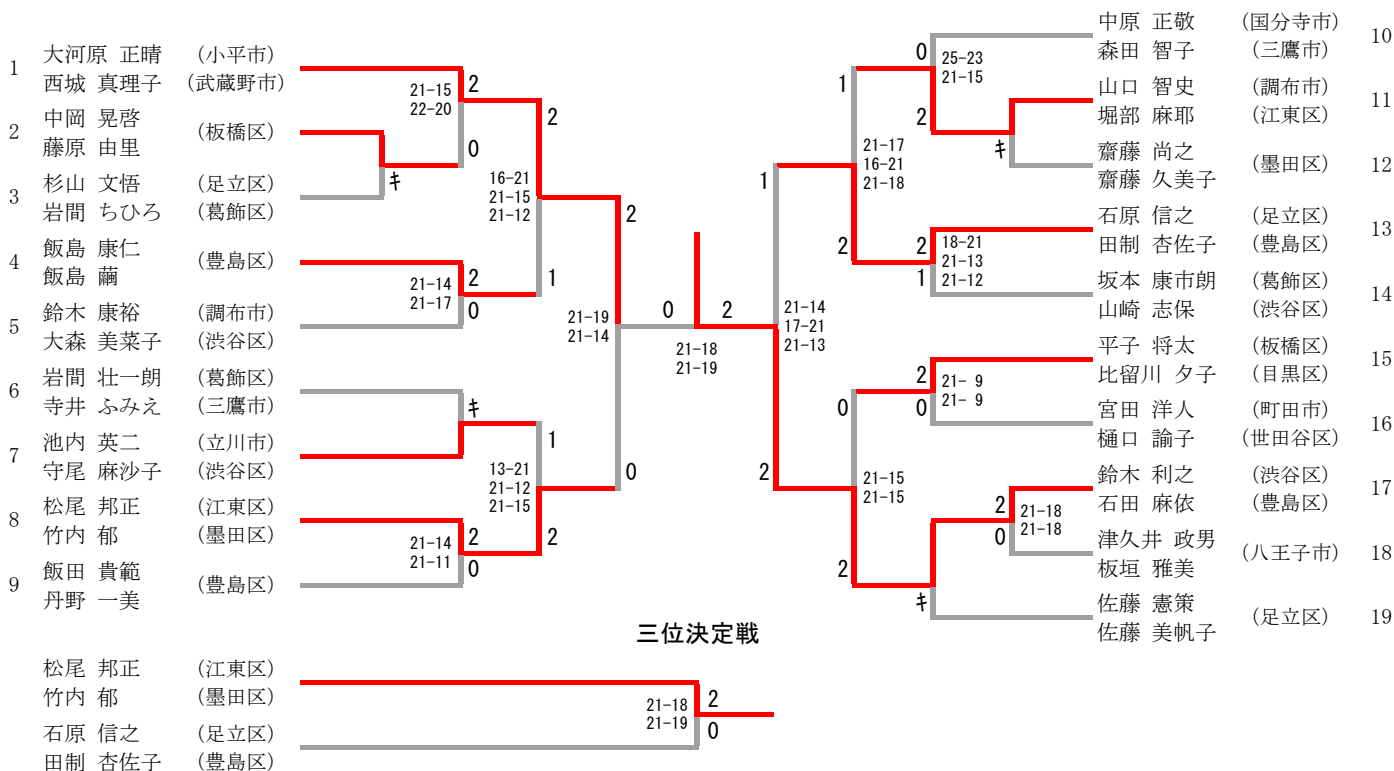 1 大河原 正晴 (小平市)
西城 真理子 (武蔵野市)
2 中岡 晃啓 (板橋区)
藤原 由里
3 杉山 文悟 (足立区)
岩間 ちひろ (葛飾区)
4 飯島 康仁 (豊島区)
飯島 繭
5 鈴木 康裕 (調布市)
大森 美菜子 (渋谷区)
6 岩間 壮一朗 (葛飾区)
寺井 ふみえ (三鷹市)
7 池内 英二 (立川市)
守尾 麻沙子 (渋谷区)
8 松尾 邦正 (江東区)
竹内 郁 (墨田区)
9 飯田 貴範 (豊島区)
丹野 一美
2
21-15
22-20
0
ｷ
2
16-21
21-15
21-12
1
2
21-14
21-17
0
2
21-19
21-14
0
ｷ
1
13-21
21-12
21-15
2
2
21-14
21-11
0
0
2
21-18
21-19
1
21-14
17-21
21-13
2
1
21-17
16-21
21-18
2
0
25-23
21-15
2
ｷ
2
18-21
21-13
21-12
1
0
21-15
21-15
2
2
21- 9
21- 9
0
2
21-18
21-18
0
ｷ
中原 正敬 (国分寺市) 10
森田 智子 (三鷹市)
山口 智史 (調布市) 11
堀部 麻耶 (江東区)
齋藤 尚之 (墨田区) 12
齋藤 久美子
石原 信之 (足立区) 13
田制 杏佐子 (豊島区)
坂本 康市朗 (葛飾区) 14
山崎 志保 (渋谷区)
平子 将太 (板橋区) 15
比留川 夕子 (目黒区)
宮田 洋人 (町田市) 16
樋口 諭子 (世田谷区)
鈴木 利之 (渋谷区) 17
石田 麻依 (豊島区)
津久井 政男 (八王子市) 18
板垣 雅美
佐藤 憲策 (足立区) 19
佐藤 美帆子
三位決定戦
松尾 邦正 (江東区)
竹内 郁 (墨田区)
石原 信之 (足立区)
田制 杏佐子 (豊島区)
2
21-18
21-19
0